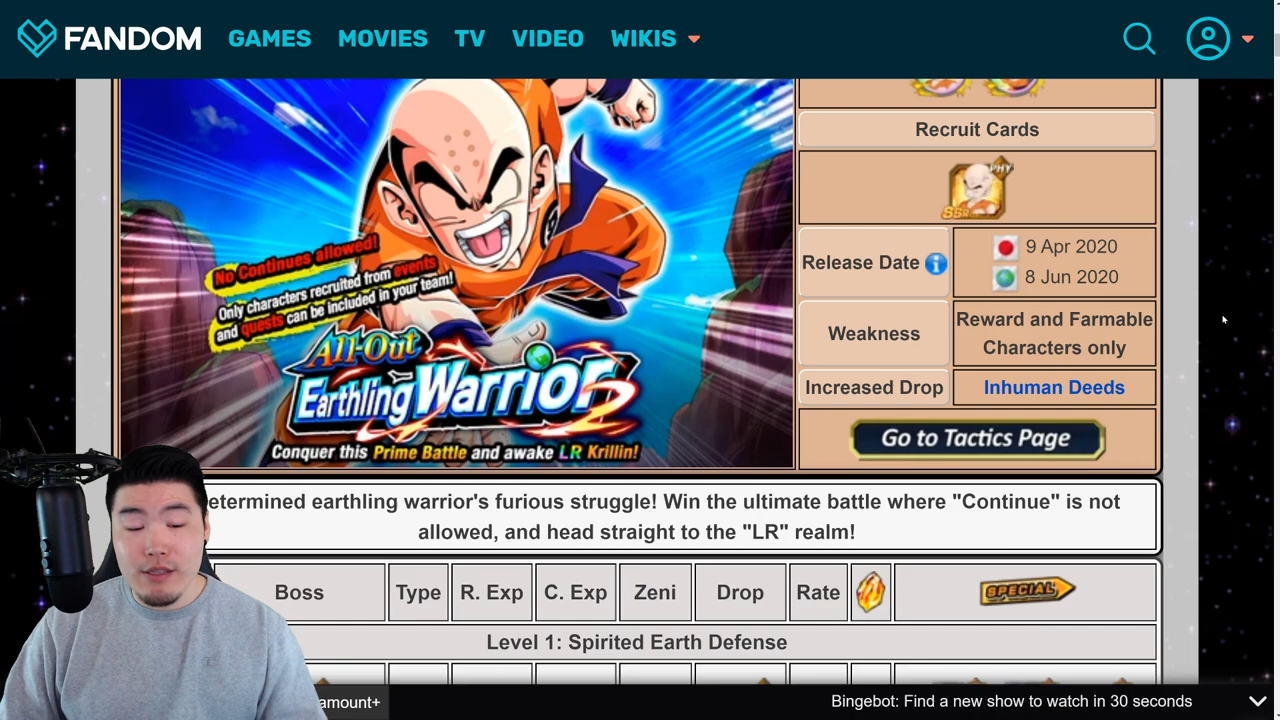 FANDOM GAMES MOVIES TV VIDEO WIKIS
No Continues allowed!
Only characters recruited from events
and quests can be included in your team!
All-Out
Earthling Warrior
Conquer this Prime Battle and awake LR Krillin!
Recruit Cards
PHY
SSR
Release Date
9 Apr 2020
8 Jun 2020
Weakness
Reward and Farmable
Characters only
Increased Drop
Inhuman Deeds
Go to Tactics Page
etermined earthling warrior's furious struggle! Win the ultimate battle where "Continue" is not
allowed, and head straight to the "LR" realm!
Boss Type R. Exp C. Exp Zeni Drop Rate SPECIAL
Level 1: Spirited Earth Defense
amount+
Bingebot: Find a new show to watch in 30 seconds